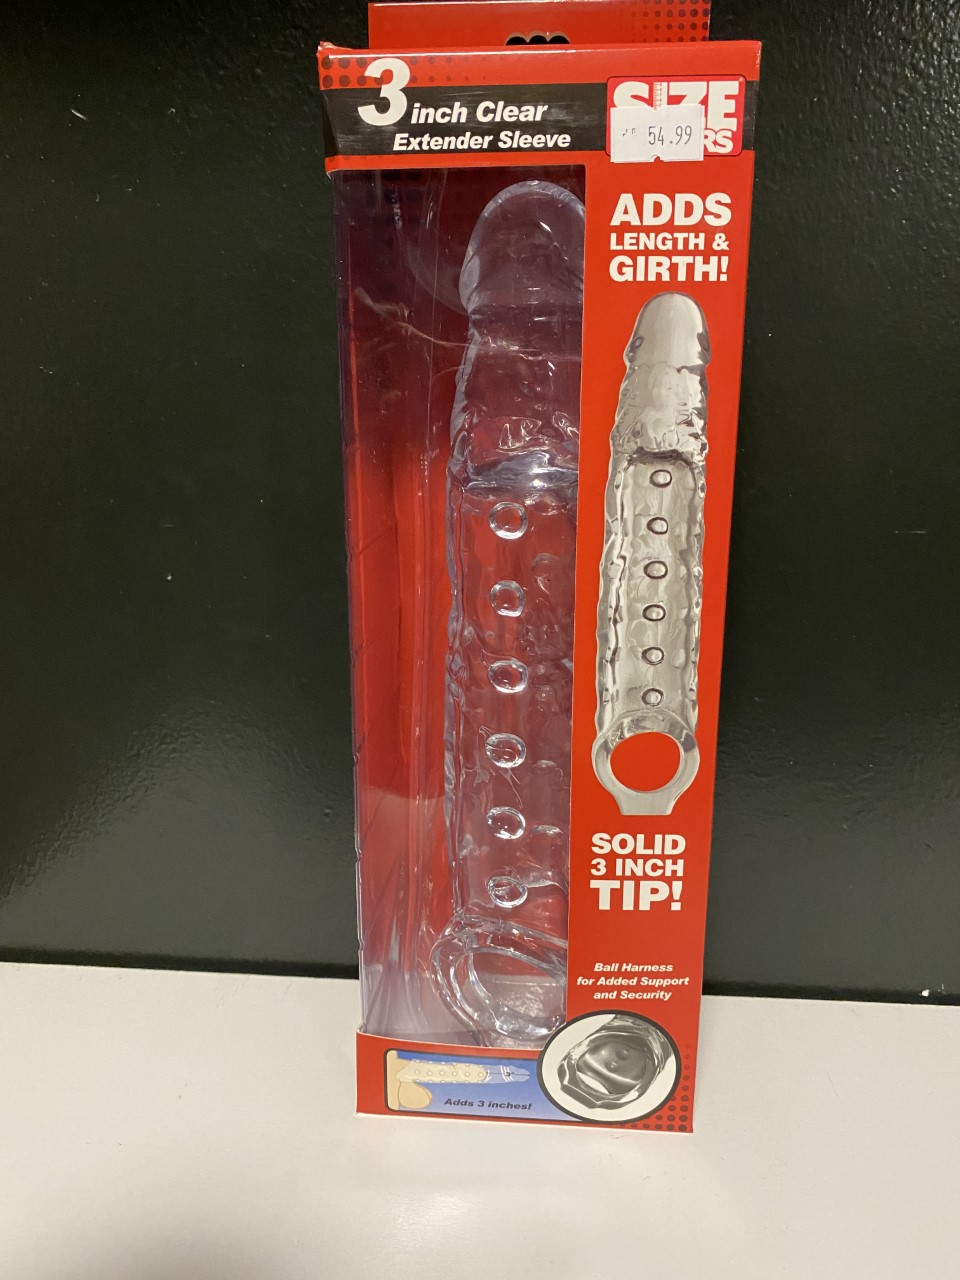 3 inch Clear
Extender Sleeve
SIZE
RS
54.99
ADDS
LENGTH &
GIRTH!
SOLID
3 INCH
TIP!
Ball Harness
for Added Support
and Security
Adds 3 inches!